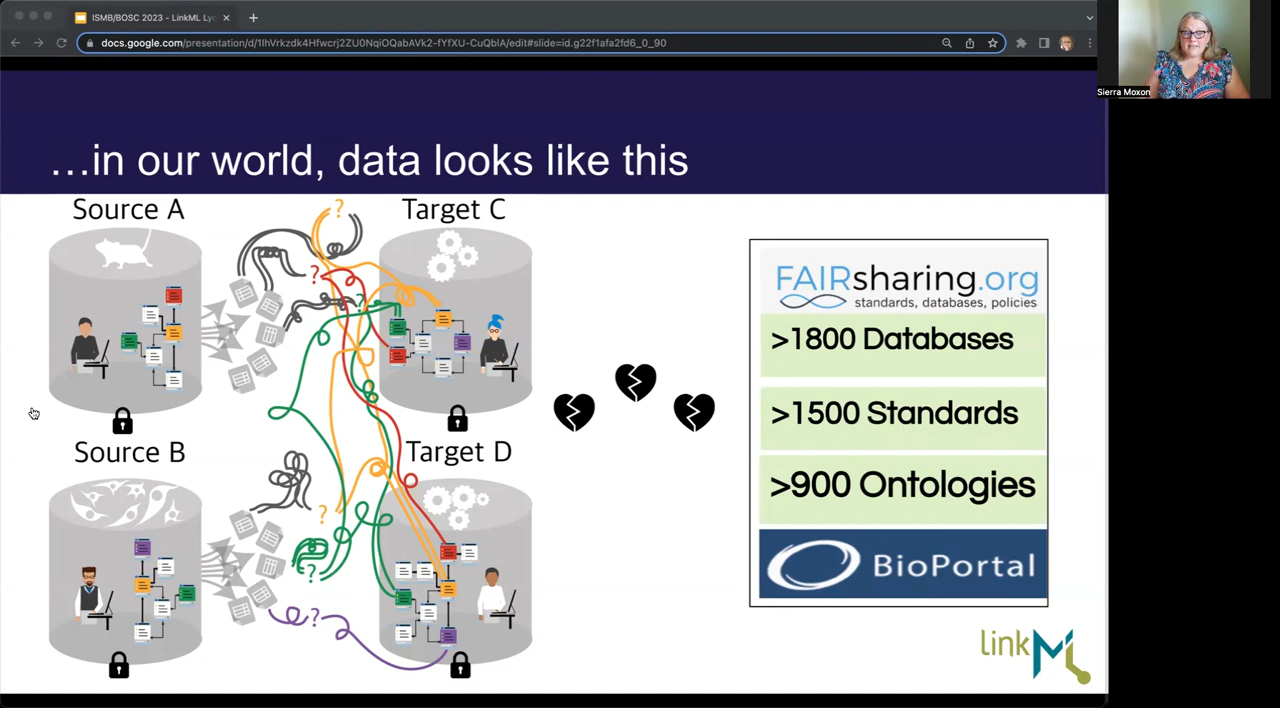 ISMB/BOSC 2023 - LinkML Ly
docs.google.com/presentation/d/1IhVrkzdk4Hfwcrj2ZU0NqiOQabAVk2-fYfXU-CuQblA/edit#slide=id.g22f1afa2fd6_0_90
Sierra Moxon
…in our world, data looks like this
Source A
Target C
?
?
?
Source B
Target D
?
?
?
FAIRsharing.org
standards, databases, policies
>1800 Databases
>1500 Standards
>900 Ontologies
BioPortal
link ML